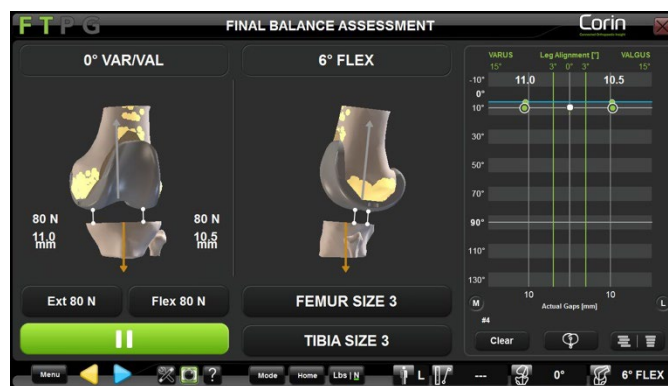 FTPG
FINAL BALANCE ASSESSMENT
Corin
0° VAR/VAL
6° FLEX
VARUS
Leg Alignment [°]
VALGUS
15°
3°
0°
3°
15°
-10°
11.0
10.5
0°
10°
30°
50°
70°
90°
110°
130°
80 N
11.0
mm
80 N
10.5
mm
M
10
10
L
Actual Gaps [mm]
#4
Ext 80 N
Flex 80 N
FEMUR SIZE 3
TIBIA SIZE 3
Clear
Menu
?
Mode
Home
Lbs | N
L
---
0°
6° FLEX